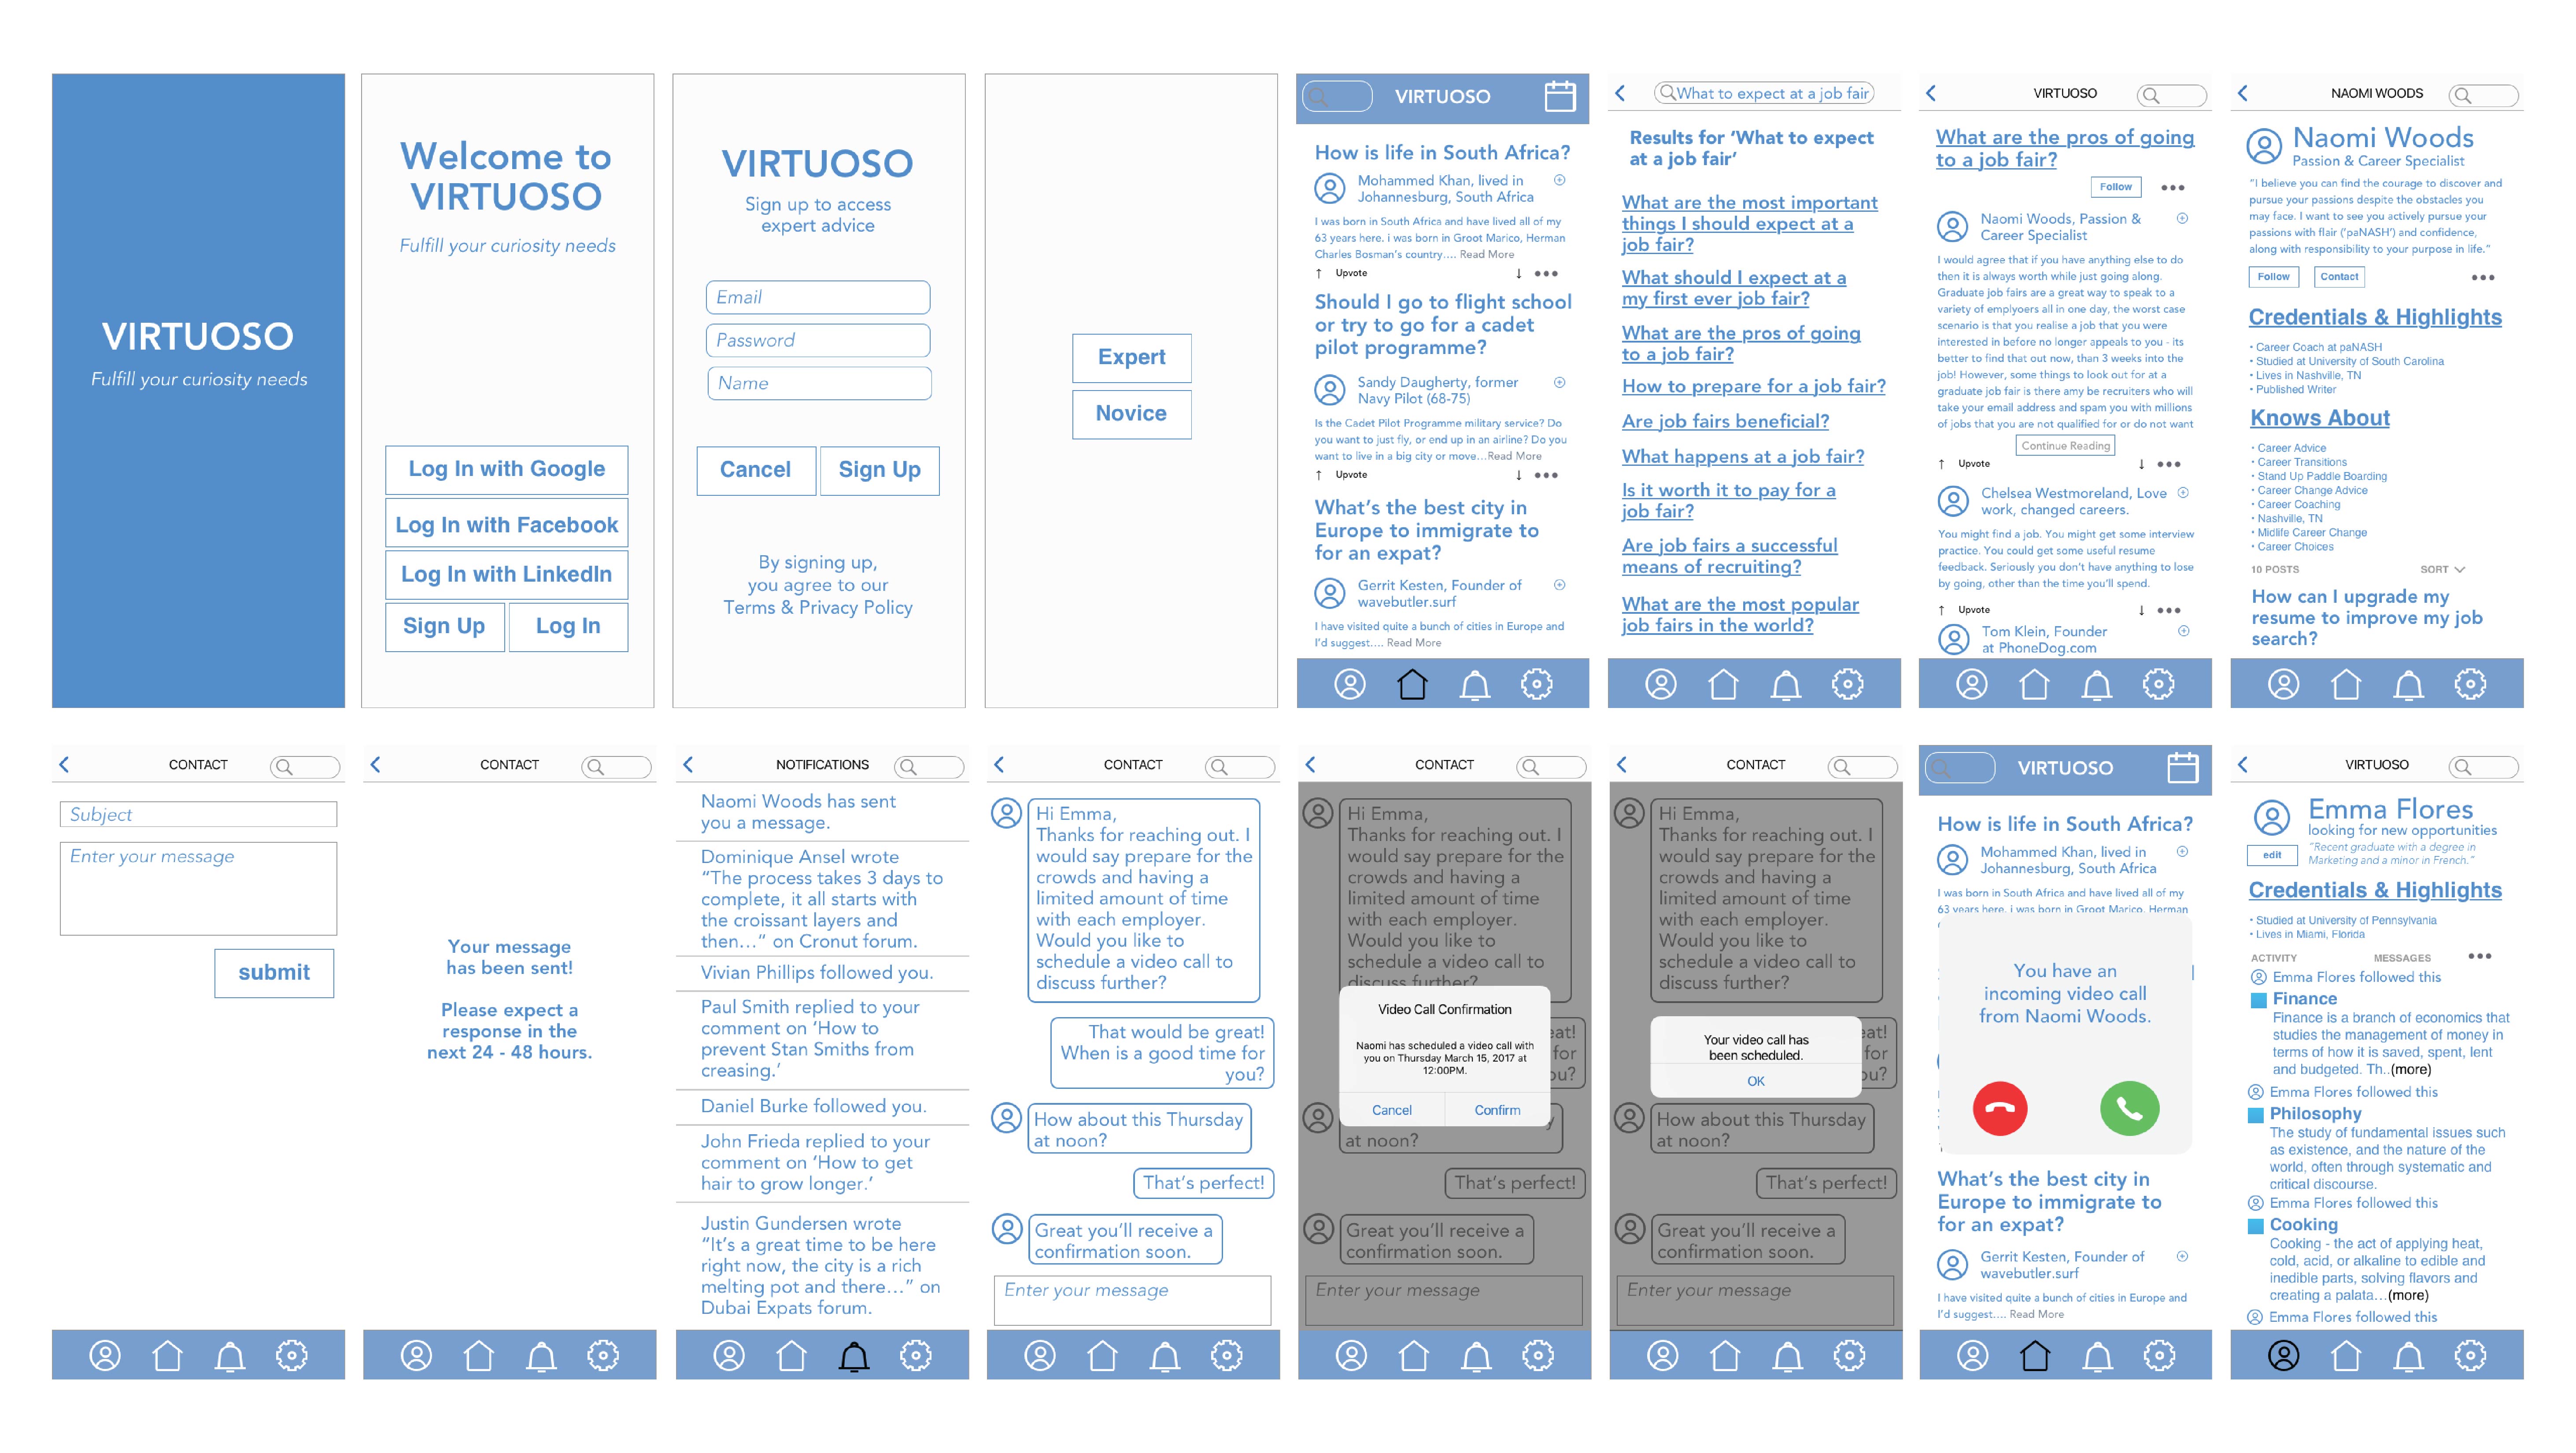 VIRTUOSO
Fulfill your curiosity needs
Welcome to
VIRTUOSO
Fulfill your curiosity needs
Log In with Google
Log In with Facebook
Log In with LinkedIn
Sign Up
Log In
VIRTUOSO
Sign up to access
expert advice
Email
Password
Name
Cancel
Sign Up
By signing up,
you agree to our
Terms & Privacy Policy
Expert
Novice
VIRTUOSO
How is life in South Africa?
Mohammed Khan, lived in
Johannesburg, South Africa
I was born in South Africa and have lived all of my
63 years here. i was born in Groot Marico, Herman
Charles Bosman's country.... Read More
Upvote
Should I go to flight school
or try to go for a cadet
pilot programme?
Sandy Daugherty, former
Navy Pilot (68-75)
Is the Cadet Pilot Programme military service? Do
you want to just fly, or end up in an airline? Do you
want to live in a big city or move...Read More
Upvote
What's the best city in
Europe to immigrate to
for an expat?
Gerrit Kesten, Founder of
wavebutler.surf
I have visited quite a bunch of cities in Europe and
I'd suggest.... Read More
What to expect at a job fair
Results for 'What to expect
at a job fair'
What are the most important
things I should expect at a
job fair?
What should I expect at a
my first ever job fair?
What are the pros of going
to a job fair?
How to prepare for a job fair?
Are job fairs beneficial?
What happens at a job fair?
Is it worth it to pay for a
job fair?
Are job fairs a successful
means of recruiting?
What are the most popular
job fairs in the world?
VIRTUOSO
What are the pros of going
to a job fair?
Follow
Naomi Woods, Passion &
Career Specialist
I would agree that if you have anything else to do
then it is always worth while just going along.
Graduate job fairs are a great way to speak to a
variety of emplyoers all in one day, the worst case
scenario is that you realise a job that you were
interested in before no longer appeals to you - its
better to find that out now, than 3 weeks into the
job! However, some things to look out for at a
graduate job fair is there amy be recruiters who will
take your email address and spam you with millions
of jobs that you are not qualified for or do not want
Continue Reading
Upvote
Chelsea Westmoreland, Love
work, changed careers.
You might find a job. You might get some interview
practice. You could get some useful resume
feedback. Seriously you don't have anything to lose
by going, other than the time you'll spend.
Upvote
Tom Klein, Founder
at PhoneDog.com
NAOMI WOODS
Naomi Woods
Passion & Career Specialist
"I believe you can find the courage to discover and
pursue your passions despite the obstacles you
may face. I want to see you actively pursue your
passions with flair ('paNASH') and confidence,
along with responsibility to your purpose in life."
Follow
Contact
Credentials & Highlights
• Career Coach at paNASH
• Studied at University of South Carolina
• Lives in Nashville, TN
• Published Writer
Knows About
• Career Advice
• Career Transitions
• Stand Up Paddle Boarding
• Career Change Advice
• Career Coaching
• Nashville, TN
• Midlife Career Change
• Career Choices
10 POSTS
SORT
How can I upgrade my
resume to improve my job
search?
CONTACT
Subject
Enter your message
submit
CONTACT
Your message
has been sent!
Please expect a
response in the
next 24 - 48 hours.
NOTIFICATIONS
Naomi Woods has sent
you a message.
Dominique Ansel wrote
"The process takes 3 days to
complete, it all starts with
the croissant layers and
then..." on Cronut forum.
Vivian Phillips followed you.
Paul Smith replied to your
comment on 'How to
prevent Stan Smiths from
creasing.'
Daniel Burke followed you.
John Frieda replied to your
comment on 'How to get
hair to grow longer.'
Justin Gundersen wrote
"It's a great time to be here
right now, the city is a rich
melting pot and there..." on
Dubai Expats forum.
CONTACT
Hi Emma,
Thanks for reaching out. I
would say prepare for the
crowds and having a
limited amount of time
with each employer.
Would you like to
schedule a video call to
discuss further?
That would be great!
When is a good time for
you?
How about this Thursday
at noon?
That's perfect!
Great you'll receive a
confirmation soon.
Enter your message
CONTACT
Hi Emma,
Thanks for reaching out. I
would say prepare for the
crowds and having a
limited amount of time
with each employer.
Would you like to
schedule a video call to
discuss further?
Video Call Confirmation
Naomi has scheduled a video call with
you on Thursday March 15, 2017 at
12:00PM.
Cancel
Confirm
eat!
for
ou?
y
at noon?
That's perfect!
Great you'll receive a
confirmation soon.
Enter your message
CONTACT
Hi Emma,
Thanks for reaching out. I
would say prepare for the
crowds and having a
limited amount of time
with each employer.
Would you like to
schedule a video call to
discuss further?
Your video call has
been scheduled.
OK
eat!
for
u?
How about this Thursday
at noon?
That's perfect!
Great you'll receive a
confirmation soon.
Enter your message
VIRTUOSO
How is life in South Africa?
Mohammed Khan, lived in
Johannesburg, South Africa
I was born in South Africa and have lived all of my
63 years here. i was born in Groot Marico, Herman
You have an
incoming video call
from Naomi Woods.
What's the best city in
Europe to immigrate to
for an expat?
Gerrit Kesten, Founder of
wavebutler.surf
I have visited quite a bunch of cities in Europe and
I'd suggest.... Read More
VIRTUOSO
Emma Flores
looking for new opportunities
edit
"Recent graduate with a degree in
Marketing and a minor in French."
Credentials & Highlights
• Studied at University of Pennsylvania
• Lives in Miami, Florida
ACTIVITY
MESSAGES
Emma Flores followed this
Finance
Finance is a branch of economics that
studies the management of money in
terms of how it is saved, spent, lent
and budgeted. Th..(more)
Emma Flores followed this
Philosophy
The study of fundamental issues such
as existence, and the nature of the
world, often through systematic and
critical discourse.
Emma Flores followed this
Cooking
Cooking - the act of applying heat,
cold, acid, or alkaline to edible and
inedible parts, solving flavors and
creating a palata...(more)
Emma Flores followed this